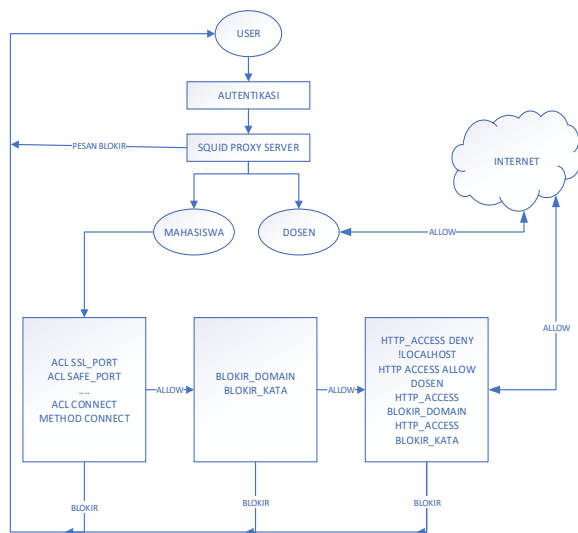 USER
AUTENTIKASI
PESAN BLOKIR
SQUID PROXY SERVER
INTERNET
MAHASISWA
DOSEN
ALLOW
ALLOW
ACL SSL_PORT
ACL SAFE_PORT
....
ACL CONNECT
METHOD CONNECT
ALLOW
BLOKIR_DOMAIN
BLOKIR_KATA
ALLOW
HTTP_ACCESS DENY
!LOCALHOST
HTTP ACCESS ALLOW
DOSEN
HTTP_ACCESS
BLOKIR_DOMAIN
HTTP_ACCESS
BLOKIR_KATA
BLOKIR
BLOKIR
BLOKIR